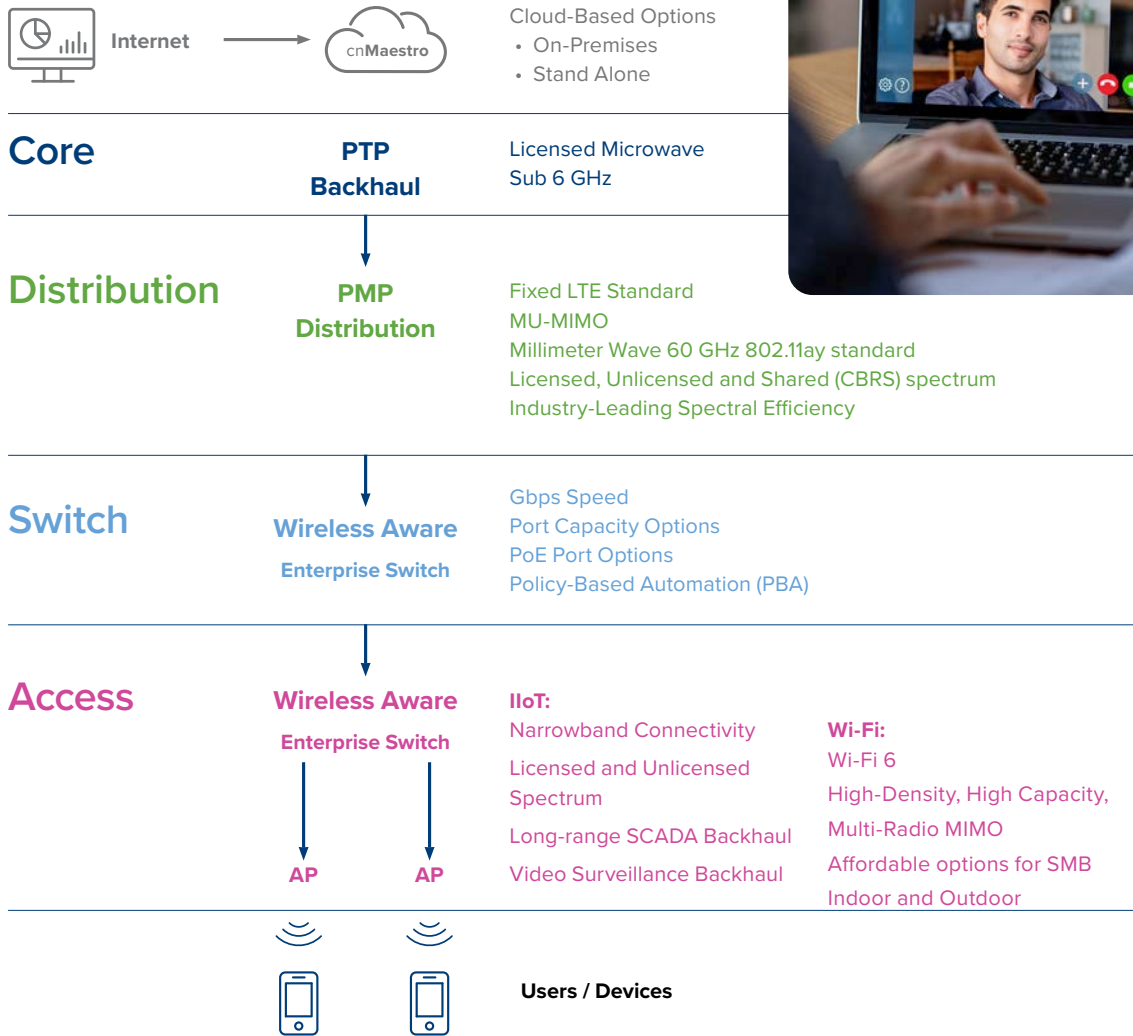 Internet
cnMaestro
Cloud-Based Options
• On-Premises
• Stand Alone
Core
PTP
Backhaul
Licensed Microwave
Sub 6 GHz
Distribution
PMP
Distribution
Fixed LTE Standard
MU-MIMO
Millimeter Wave 60 GHz 802.11ay standard
Licensed, Unlicensed and Shared (CBRS) spectrum
Industry-Leading Spectral Efficiency
Switch
Wireless Aware
Enterprise Switch
Gbps Speed
Port Capacity Options
PoE Port Options
Policy-Based Automation (PBA)
Access
Wireless Aware
Enterprise Switch
AP
AP
IIoT:
Narrowband Connectivity
Licensed and Unlicensed
Spectrum
Long-range SCADA Backhaul
Video Surveillance Backhaul
Wi-Fi:
Wi-Fi 6
High-Density, High Capacity,
Multi-Radio MIMO
Affordable options for SMB
Indoor and Outdoor
Users / Devices